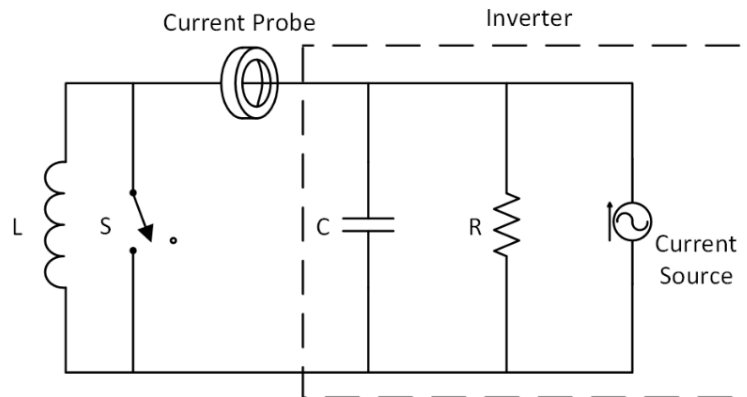 Inverter
Current Probe
L
S
C
R
Current
Source